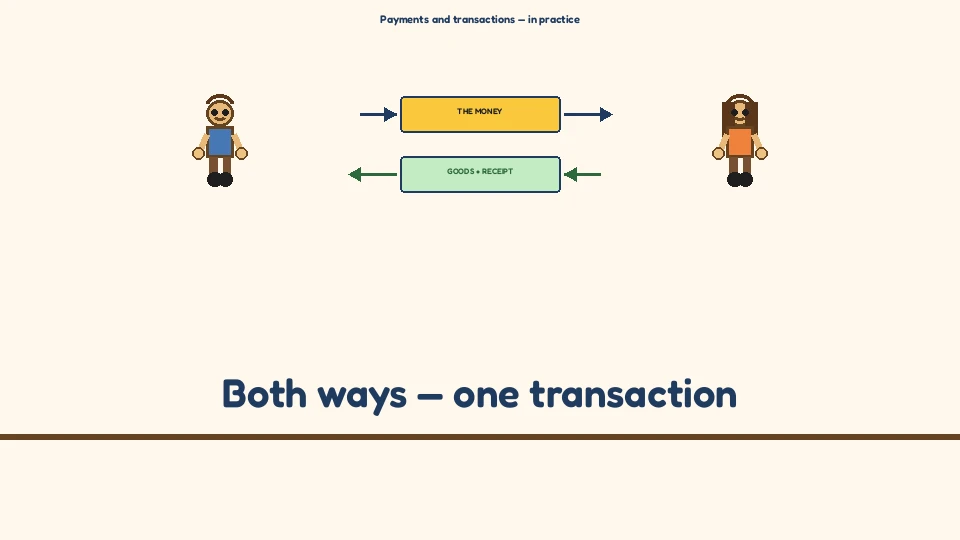 Payments and transactions — in practice
THE MONEY
GOODS + RECEIPT
Both ways — one transaction